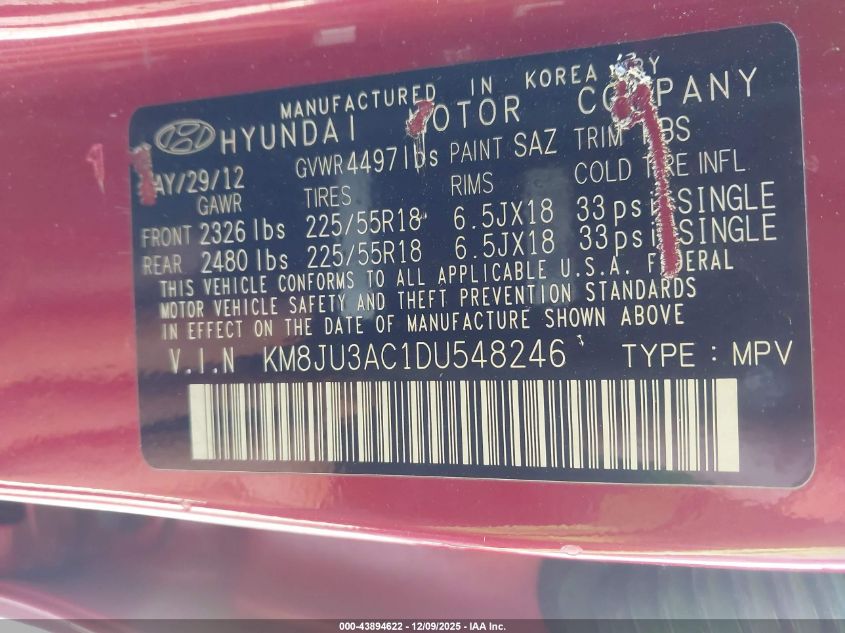 MANUFACTURED IN KOREA BY
HYUNDAI MOTOR COMPANY
MAY/29/12 GVWR 4497 lbs PAINT SAZ TRIM
GAWR TIRES RIMS COLD TIRE INFL
FRONT 2326 lbs 225/55R18 6.5JX18 33 psi SINGLE
REAR 2480 lbs 225/55R18 6.5JX18 33 psi SINGLE
THIS VEHICLE CONFORMS TO ALL APPLICABLE U.S.A. FEDERAL
MOTOR VEHICLE SAFETY AND THEFT PREVENTION STANDARDS
IN EFFECT ON THE DATE OF MANUFACTURE SHOWN ABOVE
V.I.N KM8JU3AC1DU548246 TYPE : MPV
000-43894622 - 12/09/2025 - IAA Inc.